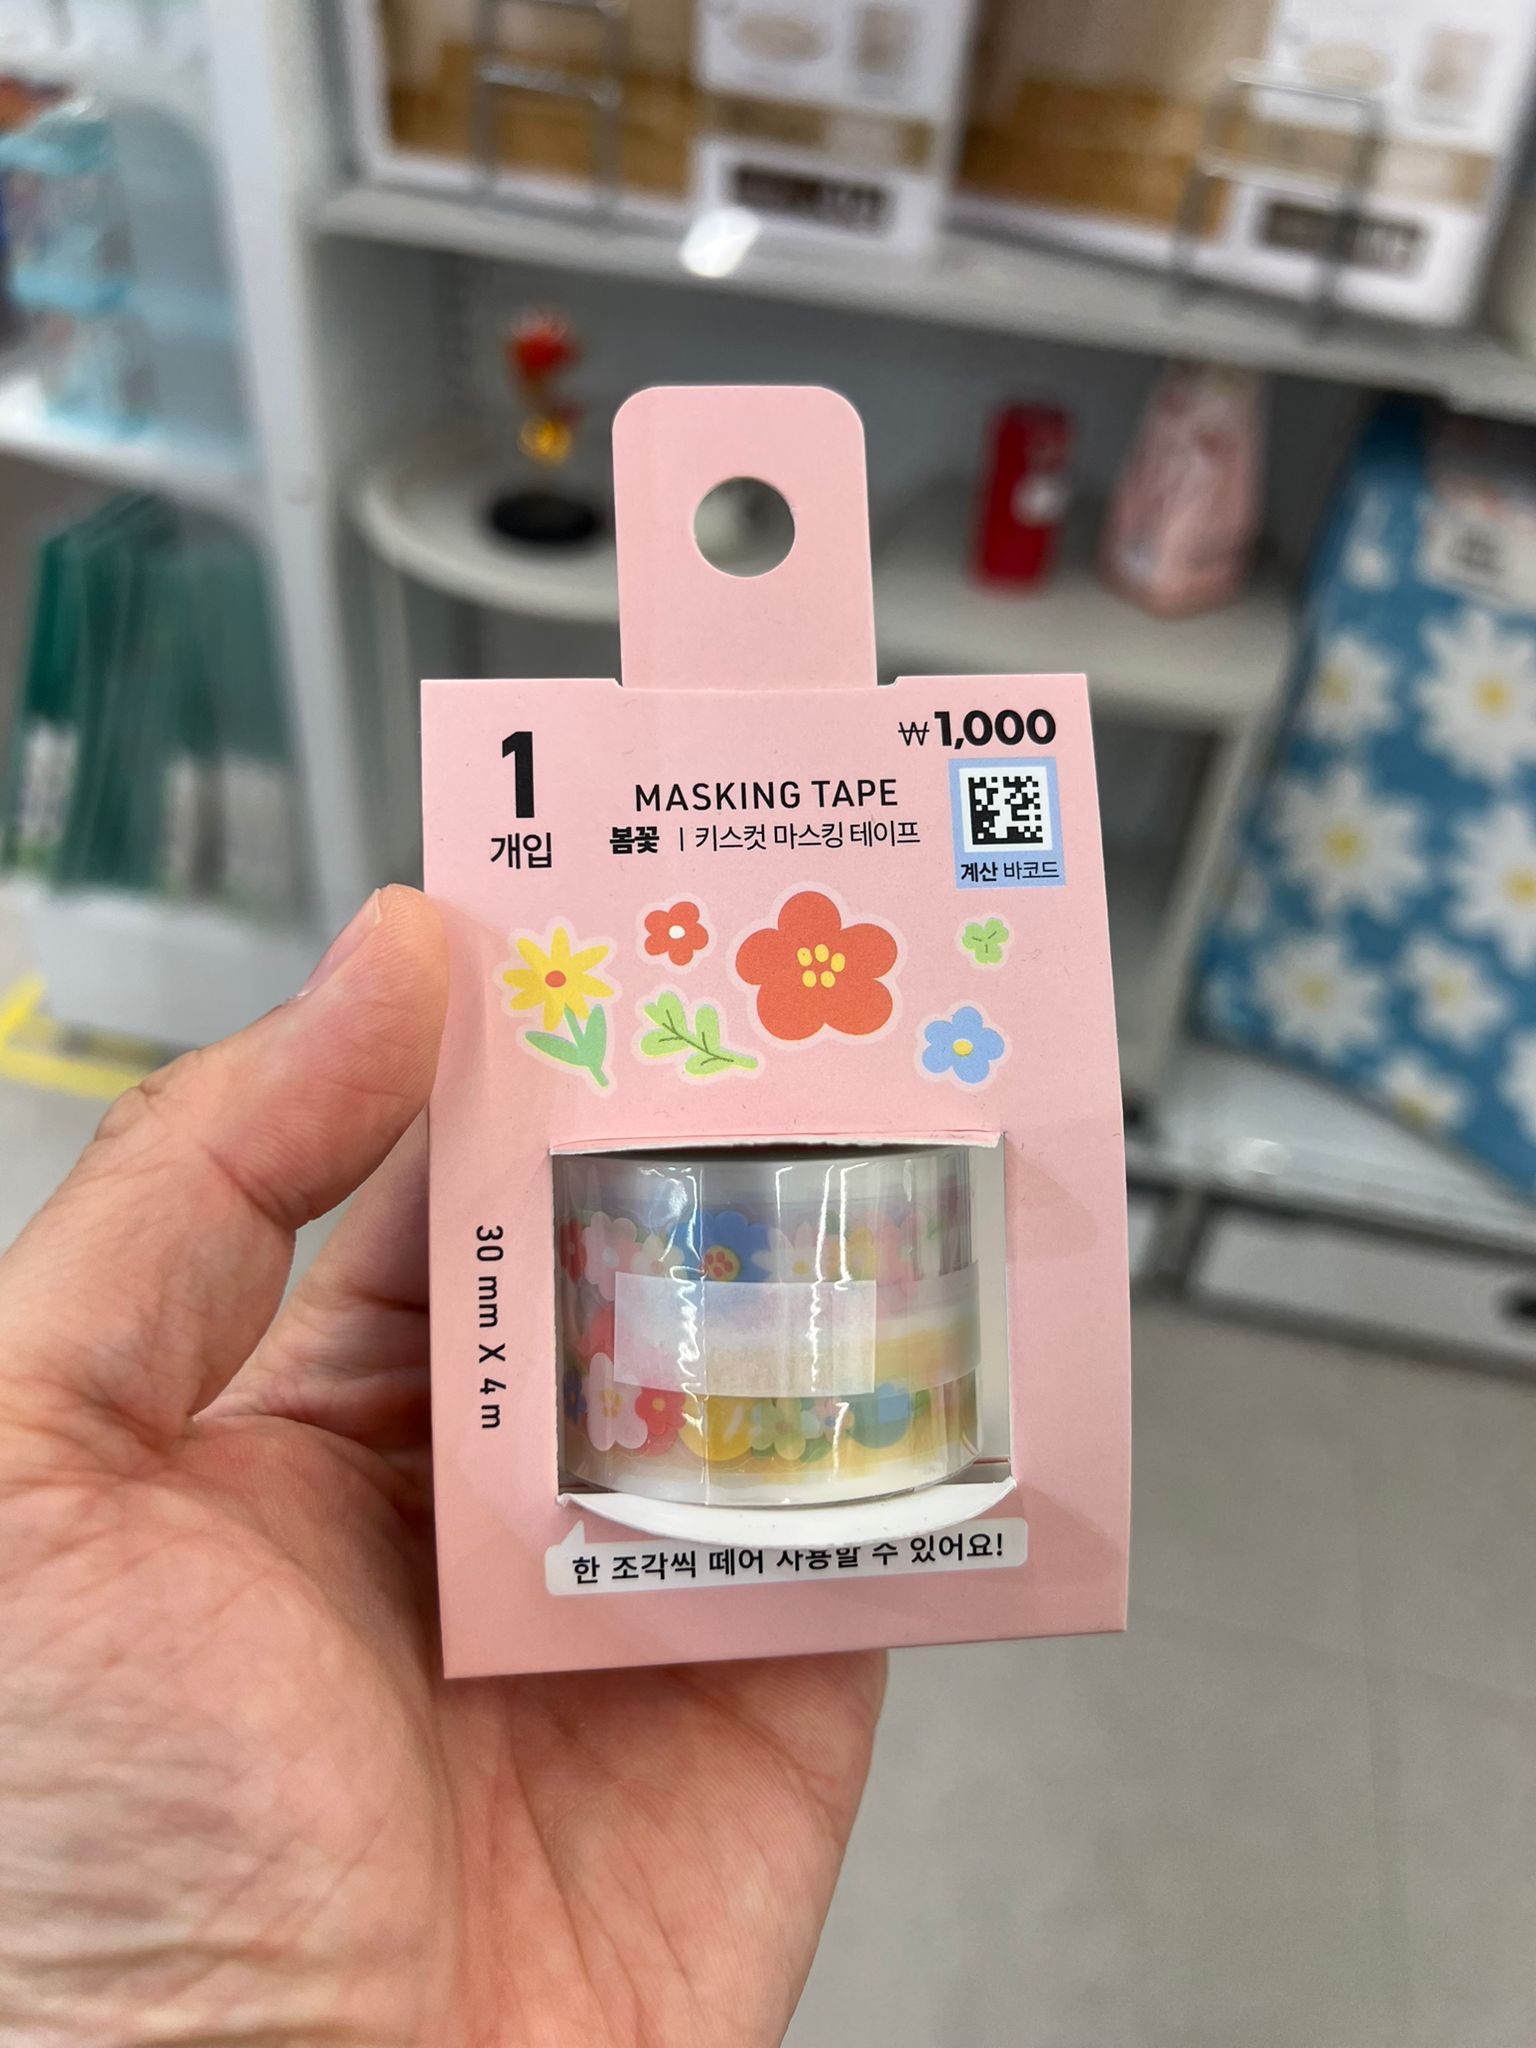 ₩1,000
1
개입
MASKING TAPE
봄꽃 | 키스컷 마스킹 테이프
계산 바코드
30 mm X 4 m
한 조각씩 떼어 사용할 수 있어요!